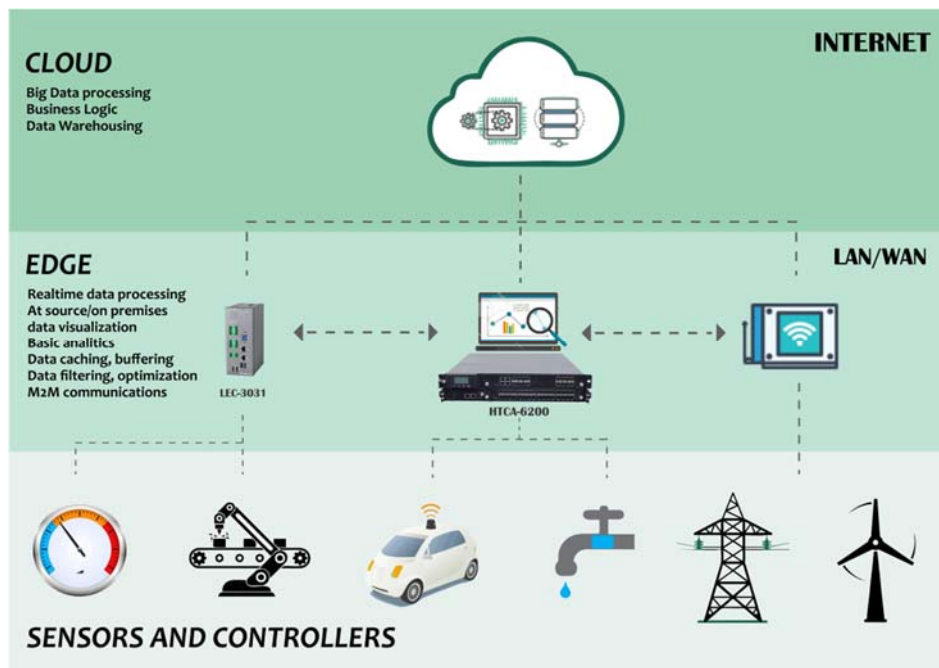 CLOUD
INTERNET
Big Data processing
Business Logic
Data Warehousing
EDGE
LAN/WAN
Realtime data processing
At source/on premises
data visualization
Basic analitics
Data caching, buffering
Data filtering, optimization
M2M communications
LEC-3031
HTCA-6200
SENSORS AND CONTROLLERS